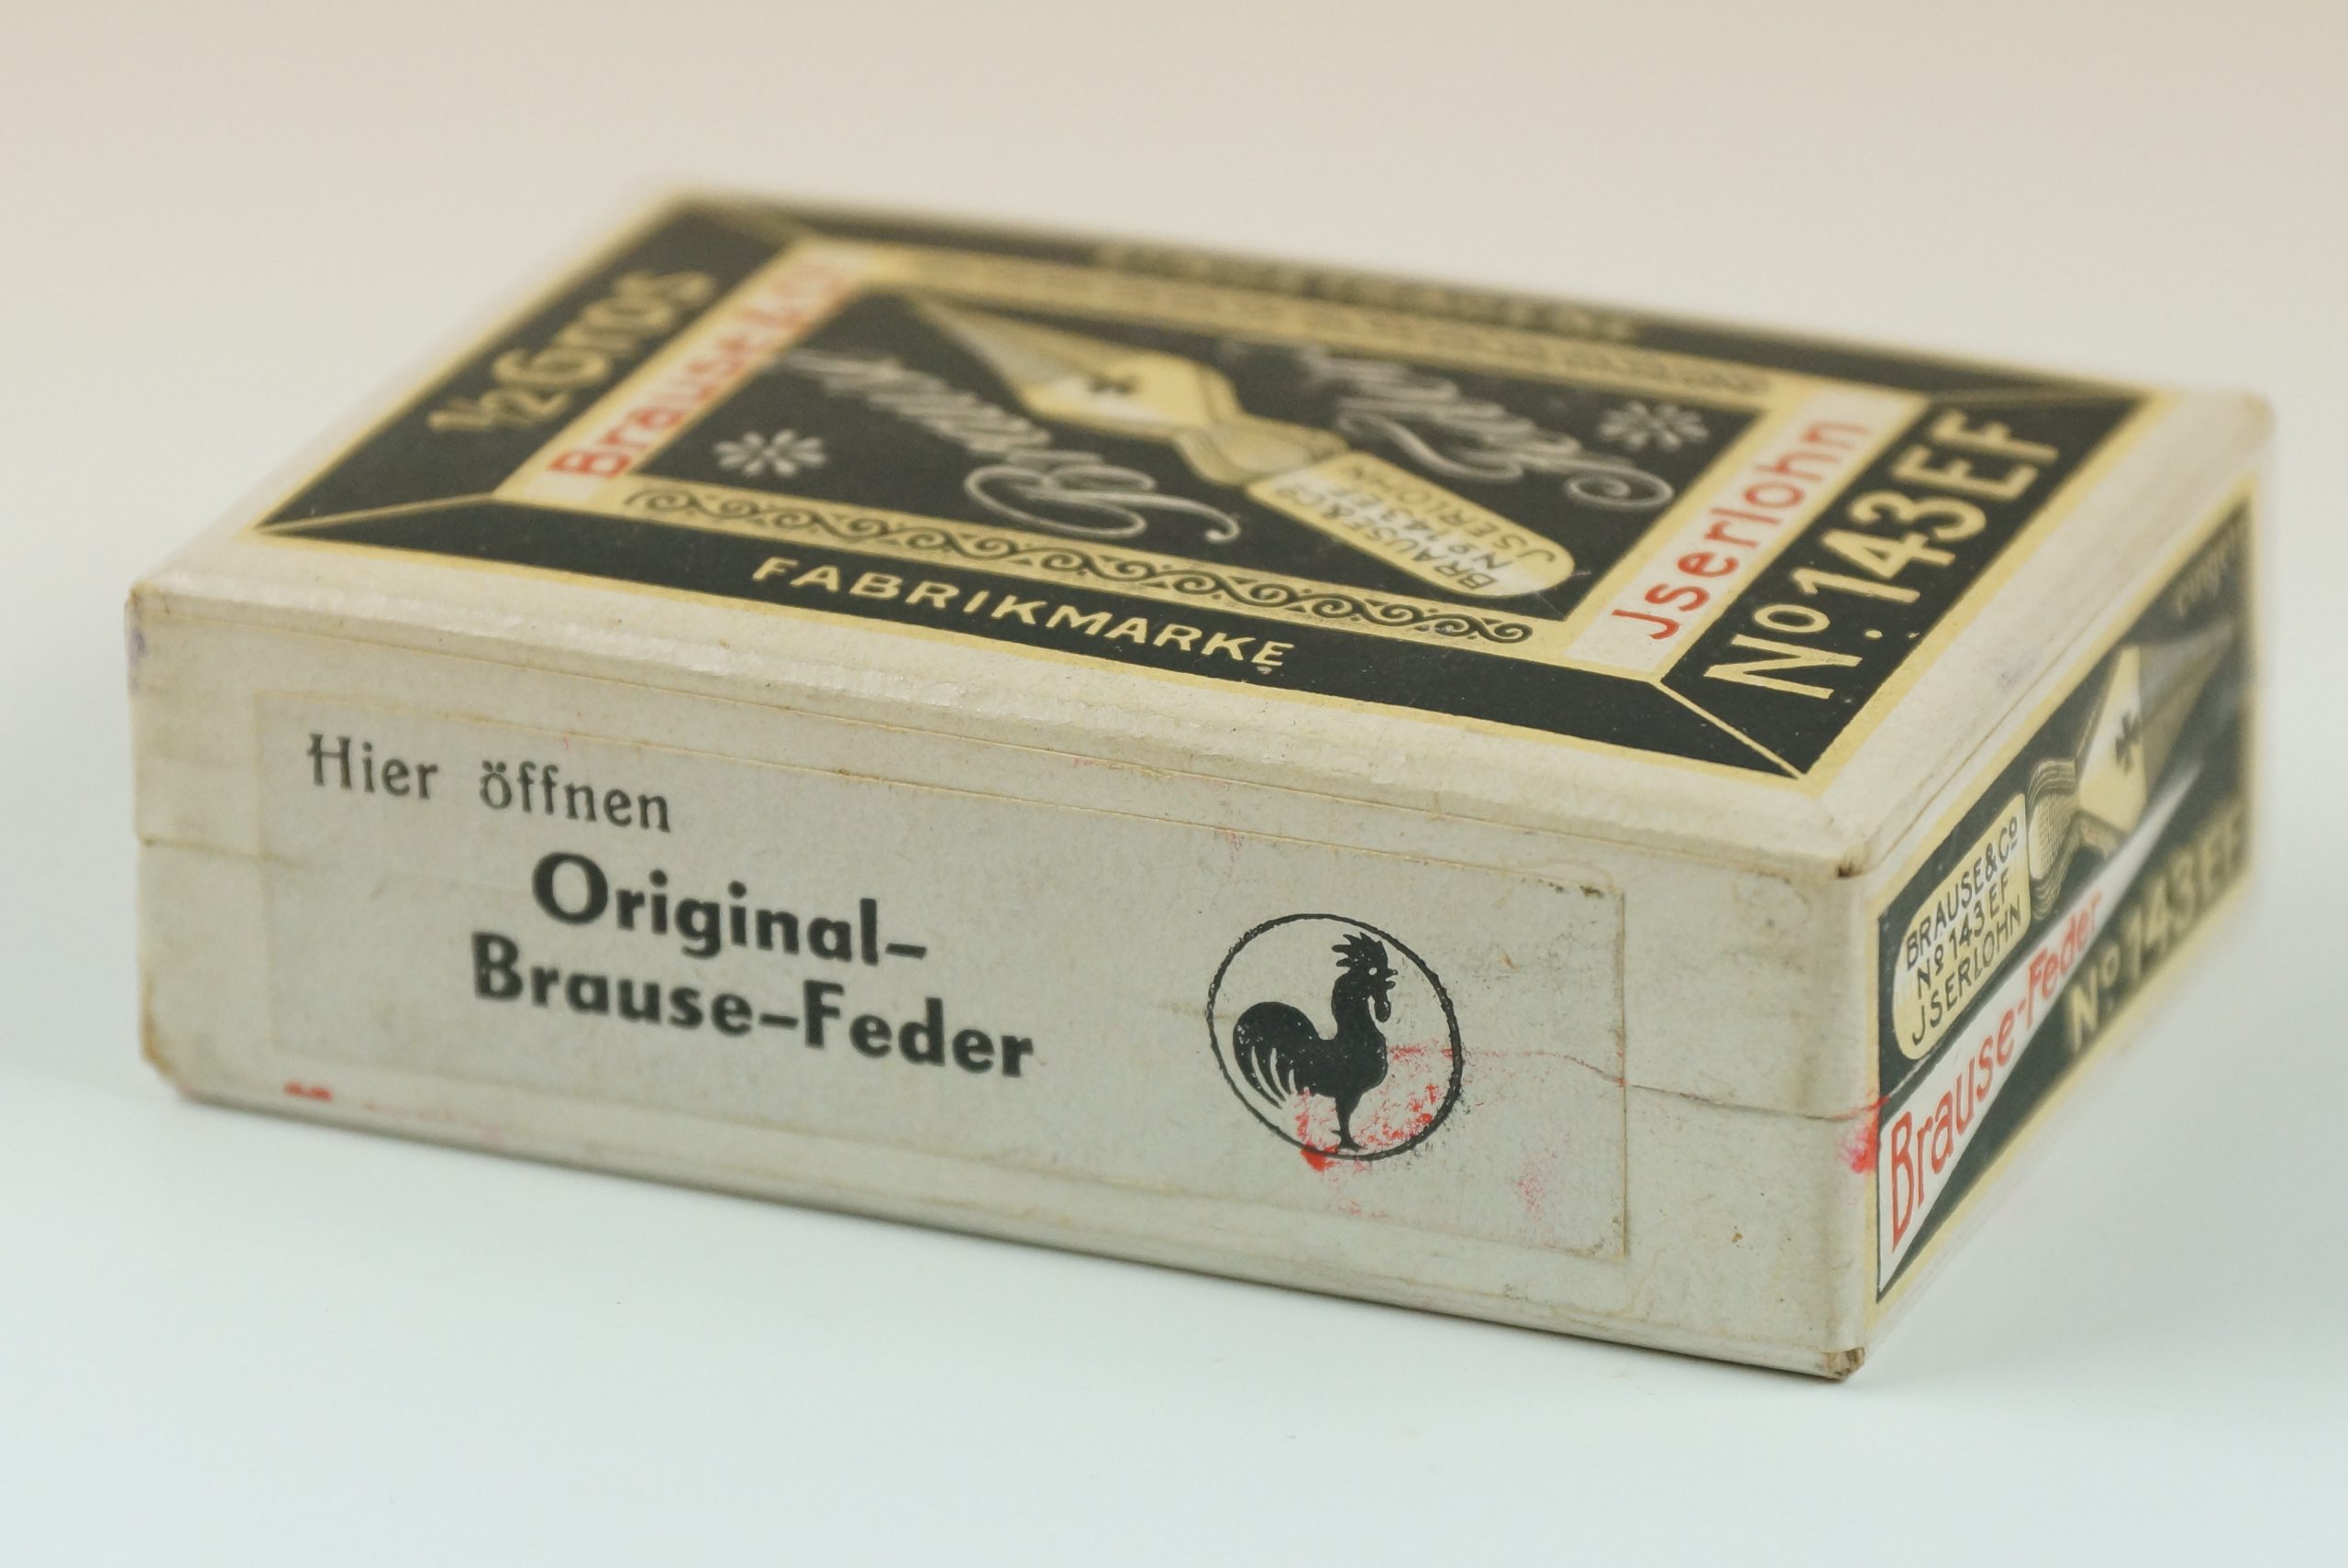 ½ Gros
Brause & Co
Brause
FABRIKMARKE
BRAUSE & Co
No 143 EF
JSERLOHN
Jserlohn
No. 143 EF
Hier öffnen
Original-
Brause-Feder
BRAUSE & Co
No 143 EF
JSERLOHN
Brause-Feder
No 143 EF